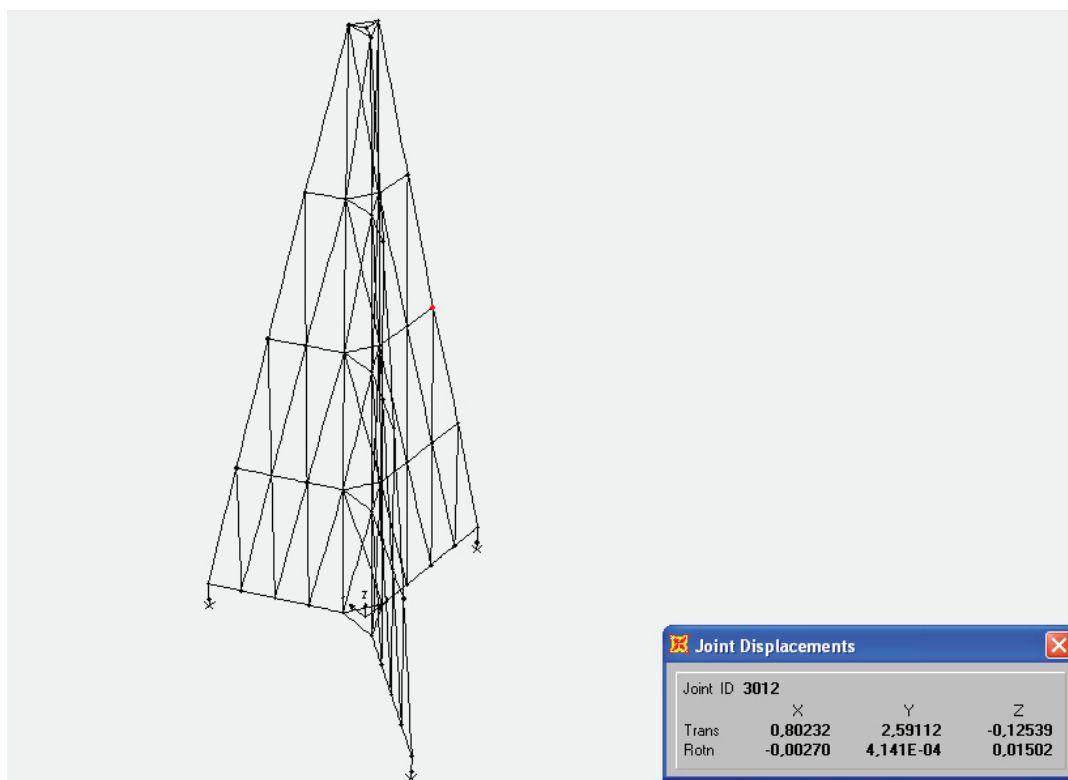 Z
Joint Displacements
Joint ID 3012
X Y Z
Trans 0,80232 2,59112 -0,12539
Rotn -0,00270 4,141E-04 0,01502